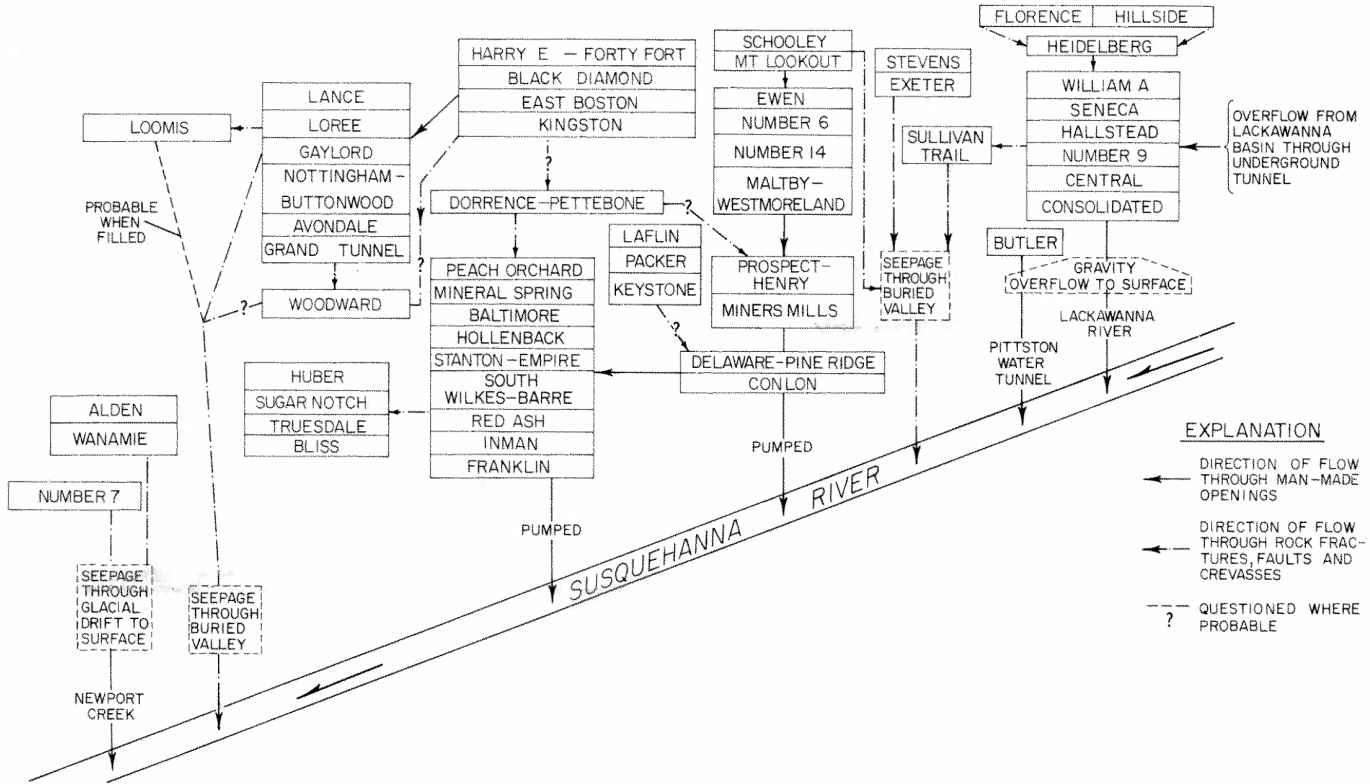 FLORENCE HILLSIDE
HEIDELBERG
WILLIAM A
SENECA
HALLSTEAD
NUMBER 9
CENTRAL
CONSOLIDATED
OVERFLOW FROM
LACKAWANNA
BASIN THROUGH
UNDERGROUND
TUNNEL
GRAVITY
OVERFLOW TO SURFACE
LACKAWANNA
RIVER
BUTLER
PITTSTON
WATER
TUNNEL
STEVENS
EXETER
SULLIVAN
TRAIL
SEEPAGE
THROUGH
BURIED
VALLEY
SCHOOLEY
MT LOOKOUT
EWEN
NUMBER 6
NUMBER 14
MALTBY-
WESTMORELAND
PROSPECT-
HENRY
MINERS MILLS
LAFLIN
PACKER
KEYSTONE
?
DELAWARE-PINE RIDGE
CONLON
PUMPED
HARRY E - FORTY FORT
BLACK DIAMOND
EAST BOSTON
KINGSTON
?
DORRENCE-PETTEBONE
?
PEACH ORCHARD
MINERAL SPRING
BALTIMORE
HOLLENBACK
STANTON-EMPIRE
SOUTH
WILKES-BARRE
RED ASH
INMAN
FRANKLIN
PUMPED
LANCE
LOREE
GAYLORD
NOTTINGHAM-
BUTTONWOOD
AVONDALE
GRAND TUNNEL
?
WOODWARD
?
LOOMIS
PROBABLE
WHEN
FILLED
HUBER
SUGAR NOTCH
TRUESDALE
BLISS
ALDEN
WANAMIE
NUMBER 7
SEEPAGE
THROUGH
GLACIAL
DRIFT TO
SURFACE
NEWPORT
CREEK
SEEPAGE
THROUGH
BURIED
VALLEY
SUSQUEHANNA RIVER
EXPLANATION
DIRECTION OF FLOW
THROUGH MAN-MADE
OPENINGS
DIRECTION OF FLOW
THROUGH ROCK FRAC-
TURES, FAULTS AND
CREVASSES
? QUESTIONED WHERE
PROBABLE